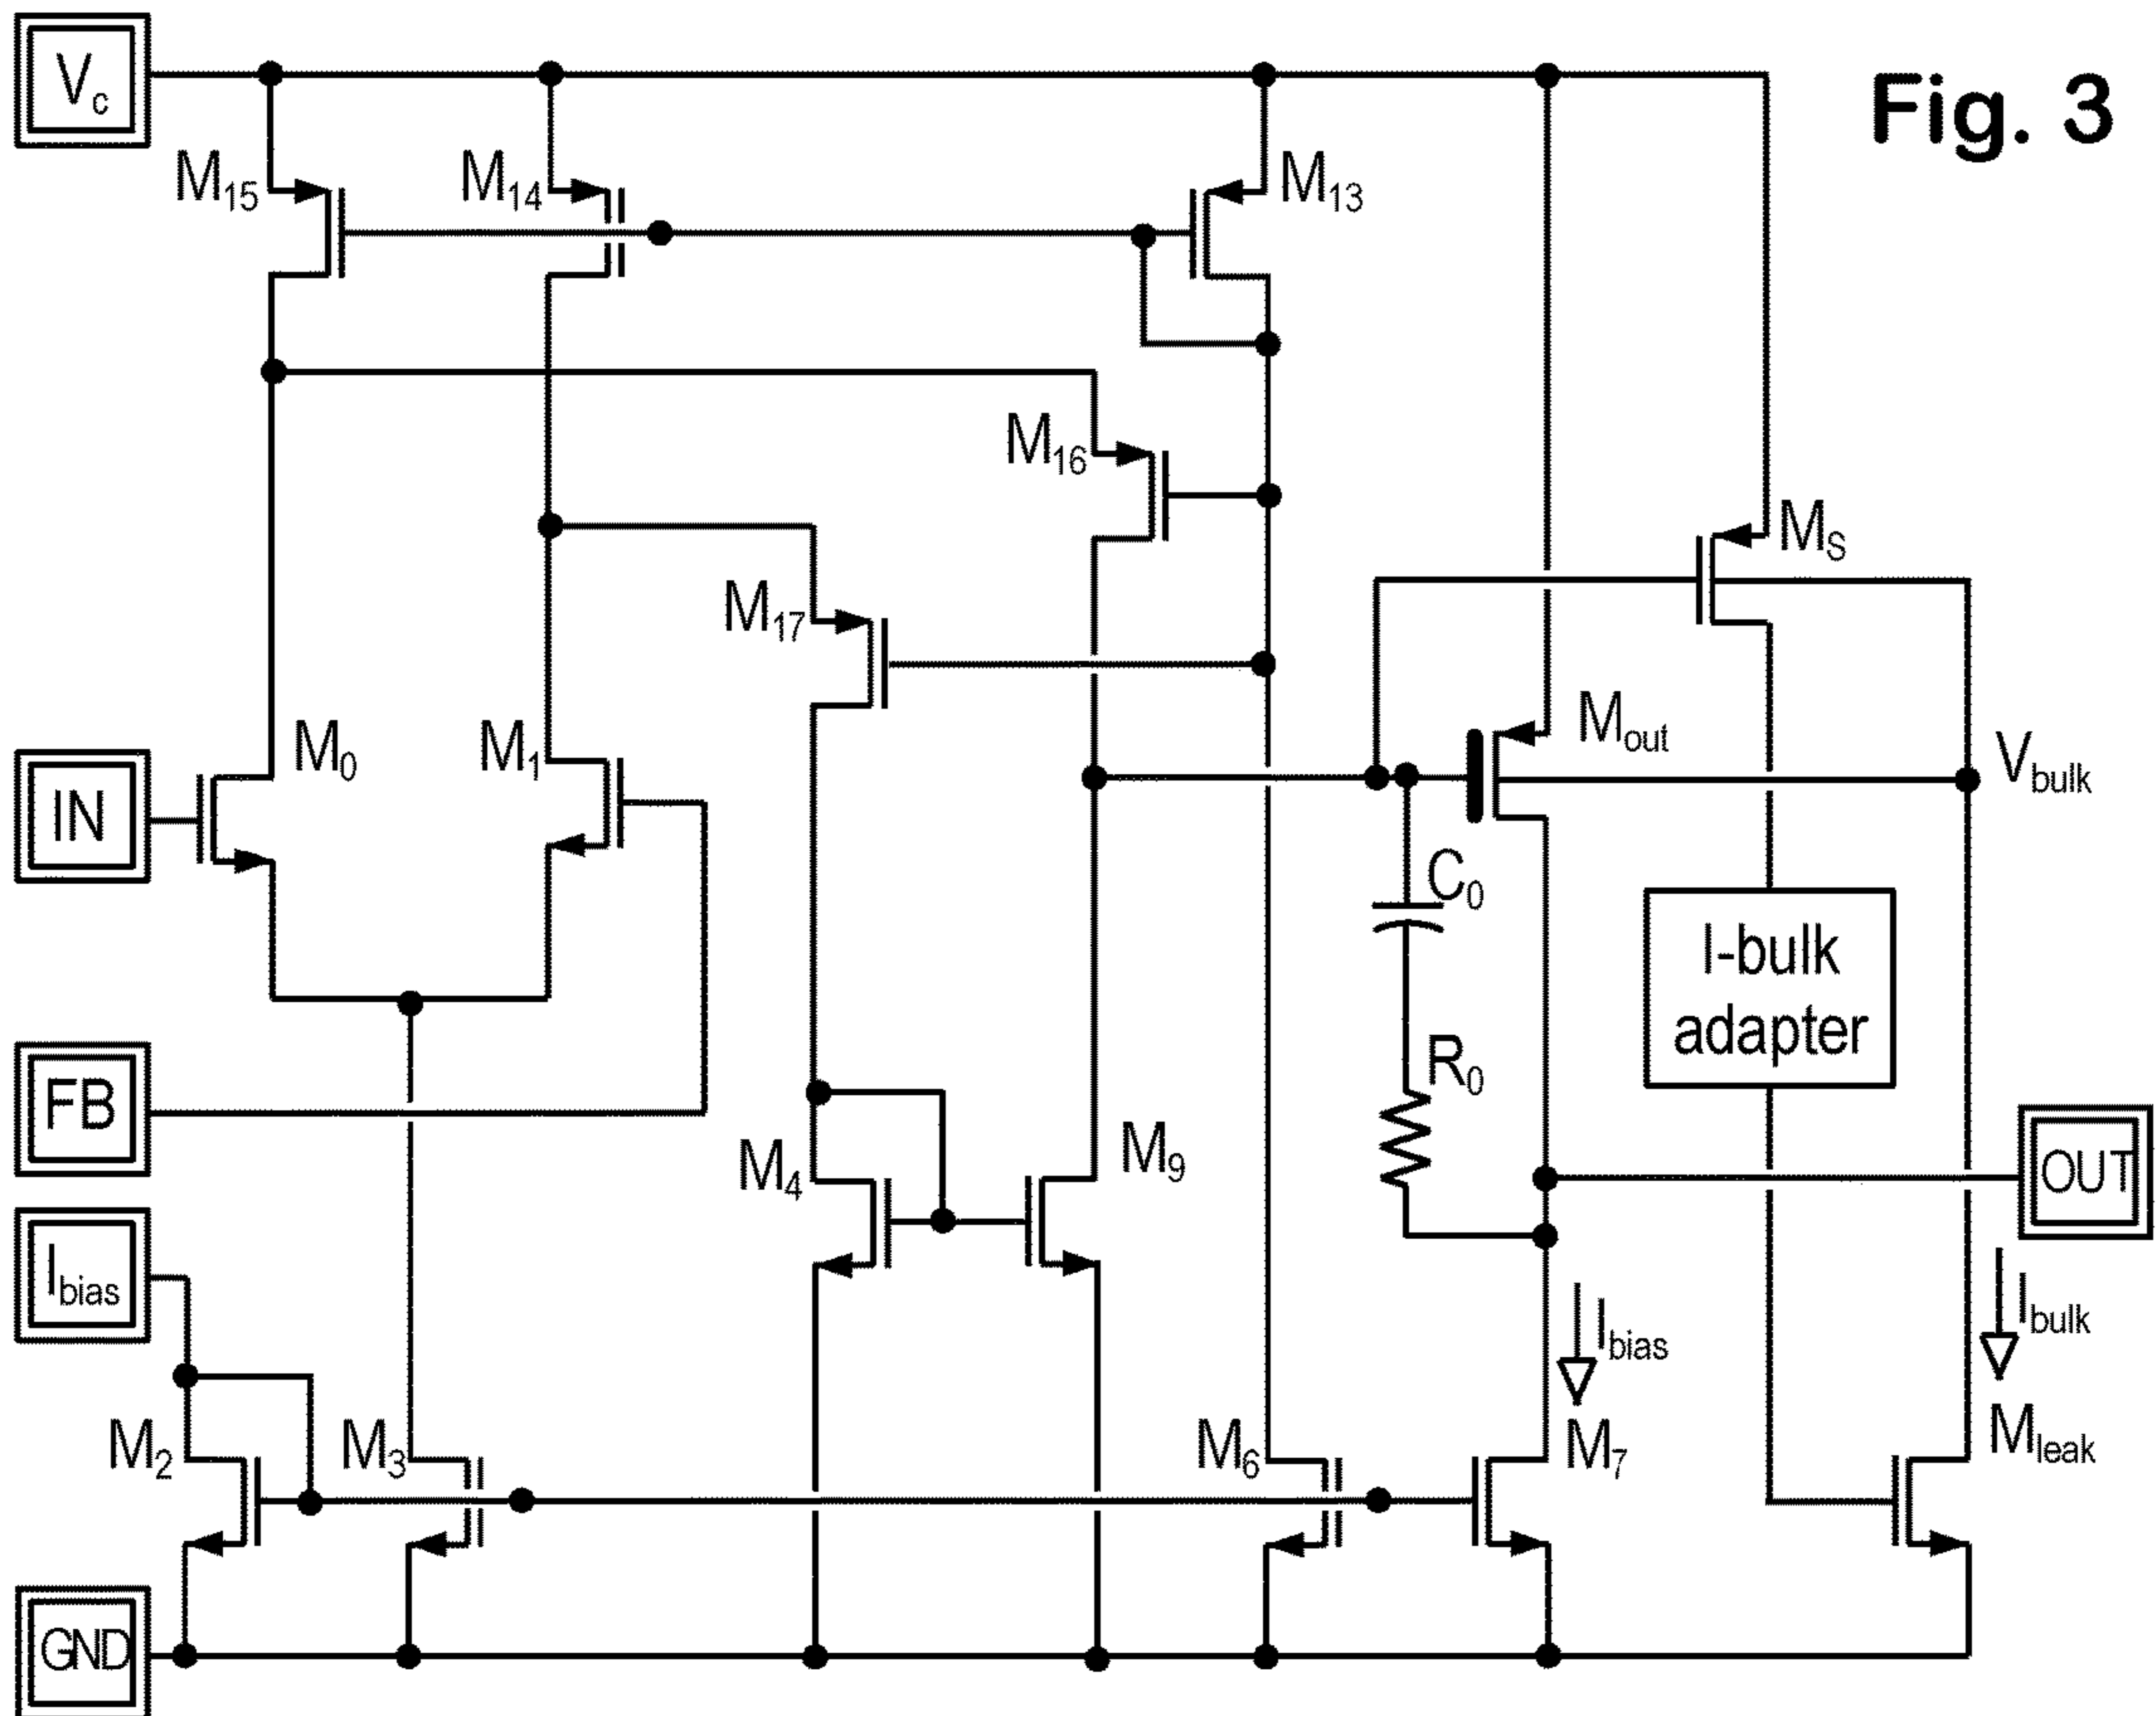 Fig. 3
Vc
M15
M14
M13
M16
MS
M17
Mout
Vbulk
M0
M1
IN
C0
I-bulk
adapter
R0
FB
M4
M9
OUT
Ibias
Ibias
Ibulk
M2
M3
M6
M7
Mleak
GND